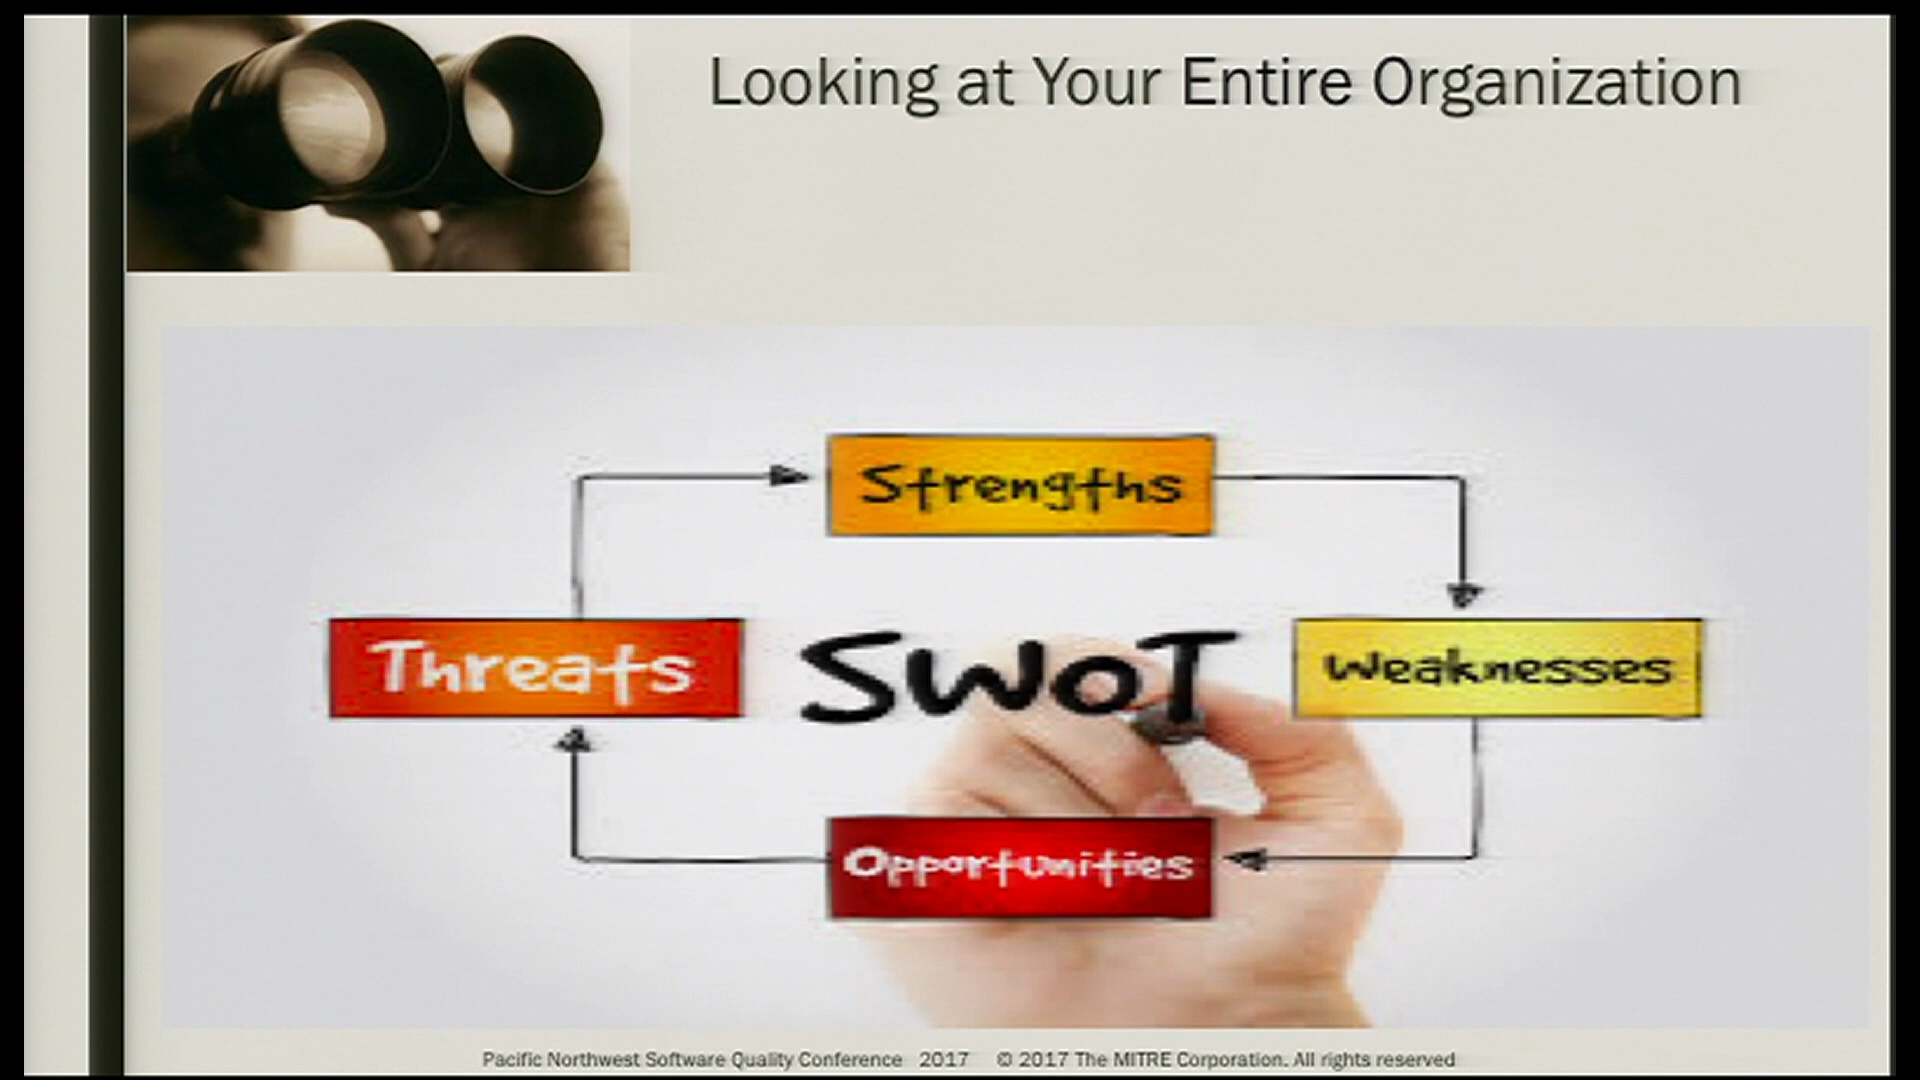 Looking at Your Entire Organization
Strengths
Threats
SWOT
Weaknesses
Opportunities
Pacific Northwest Software Quality Conference 2017 © 2017 The MITRE Corporation. All rights reserved